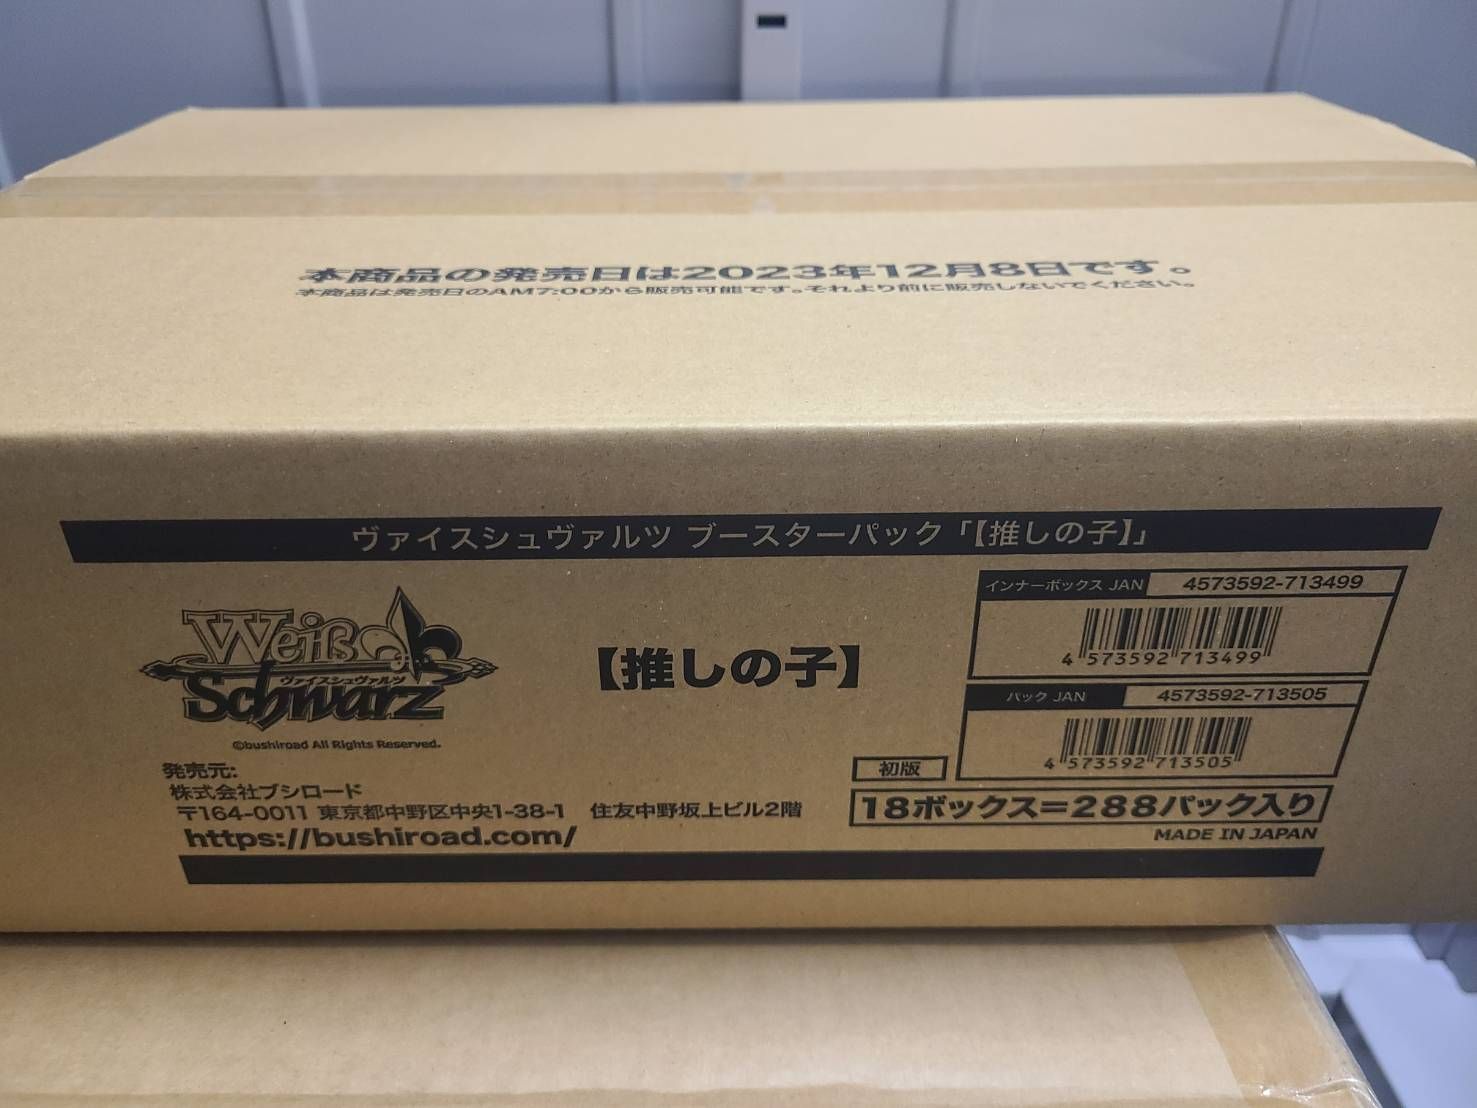 本商品の発売日は2023年12月8日です。
本商品は発売日のAM7:00から販売可能です。それより前に販売しないでください。
ヴァイスシュヴァルツ ブースターパック「【推しの子】」
Weiß
ヴァイスシュヴァルツ
Schwarz
©bushiroad All Rights Reserved.
【推しの子】
インナーボックス JAN 4573592-713499
4 573592 713499
パック JAN 4573592-713505
4 573592 713505
発売元:
株式会社ブシロード
〒164-0011 東京都中野区中央1-38-1 住友中野坂上ビル2階
https://bushiroad.com/
初版
18ボックス=288パック入り
MADE IN JAPAN